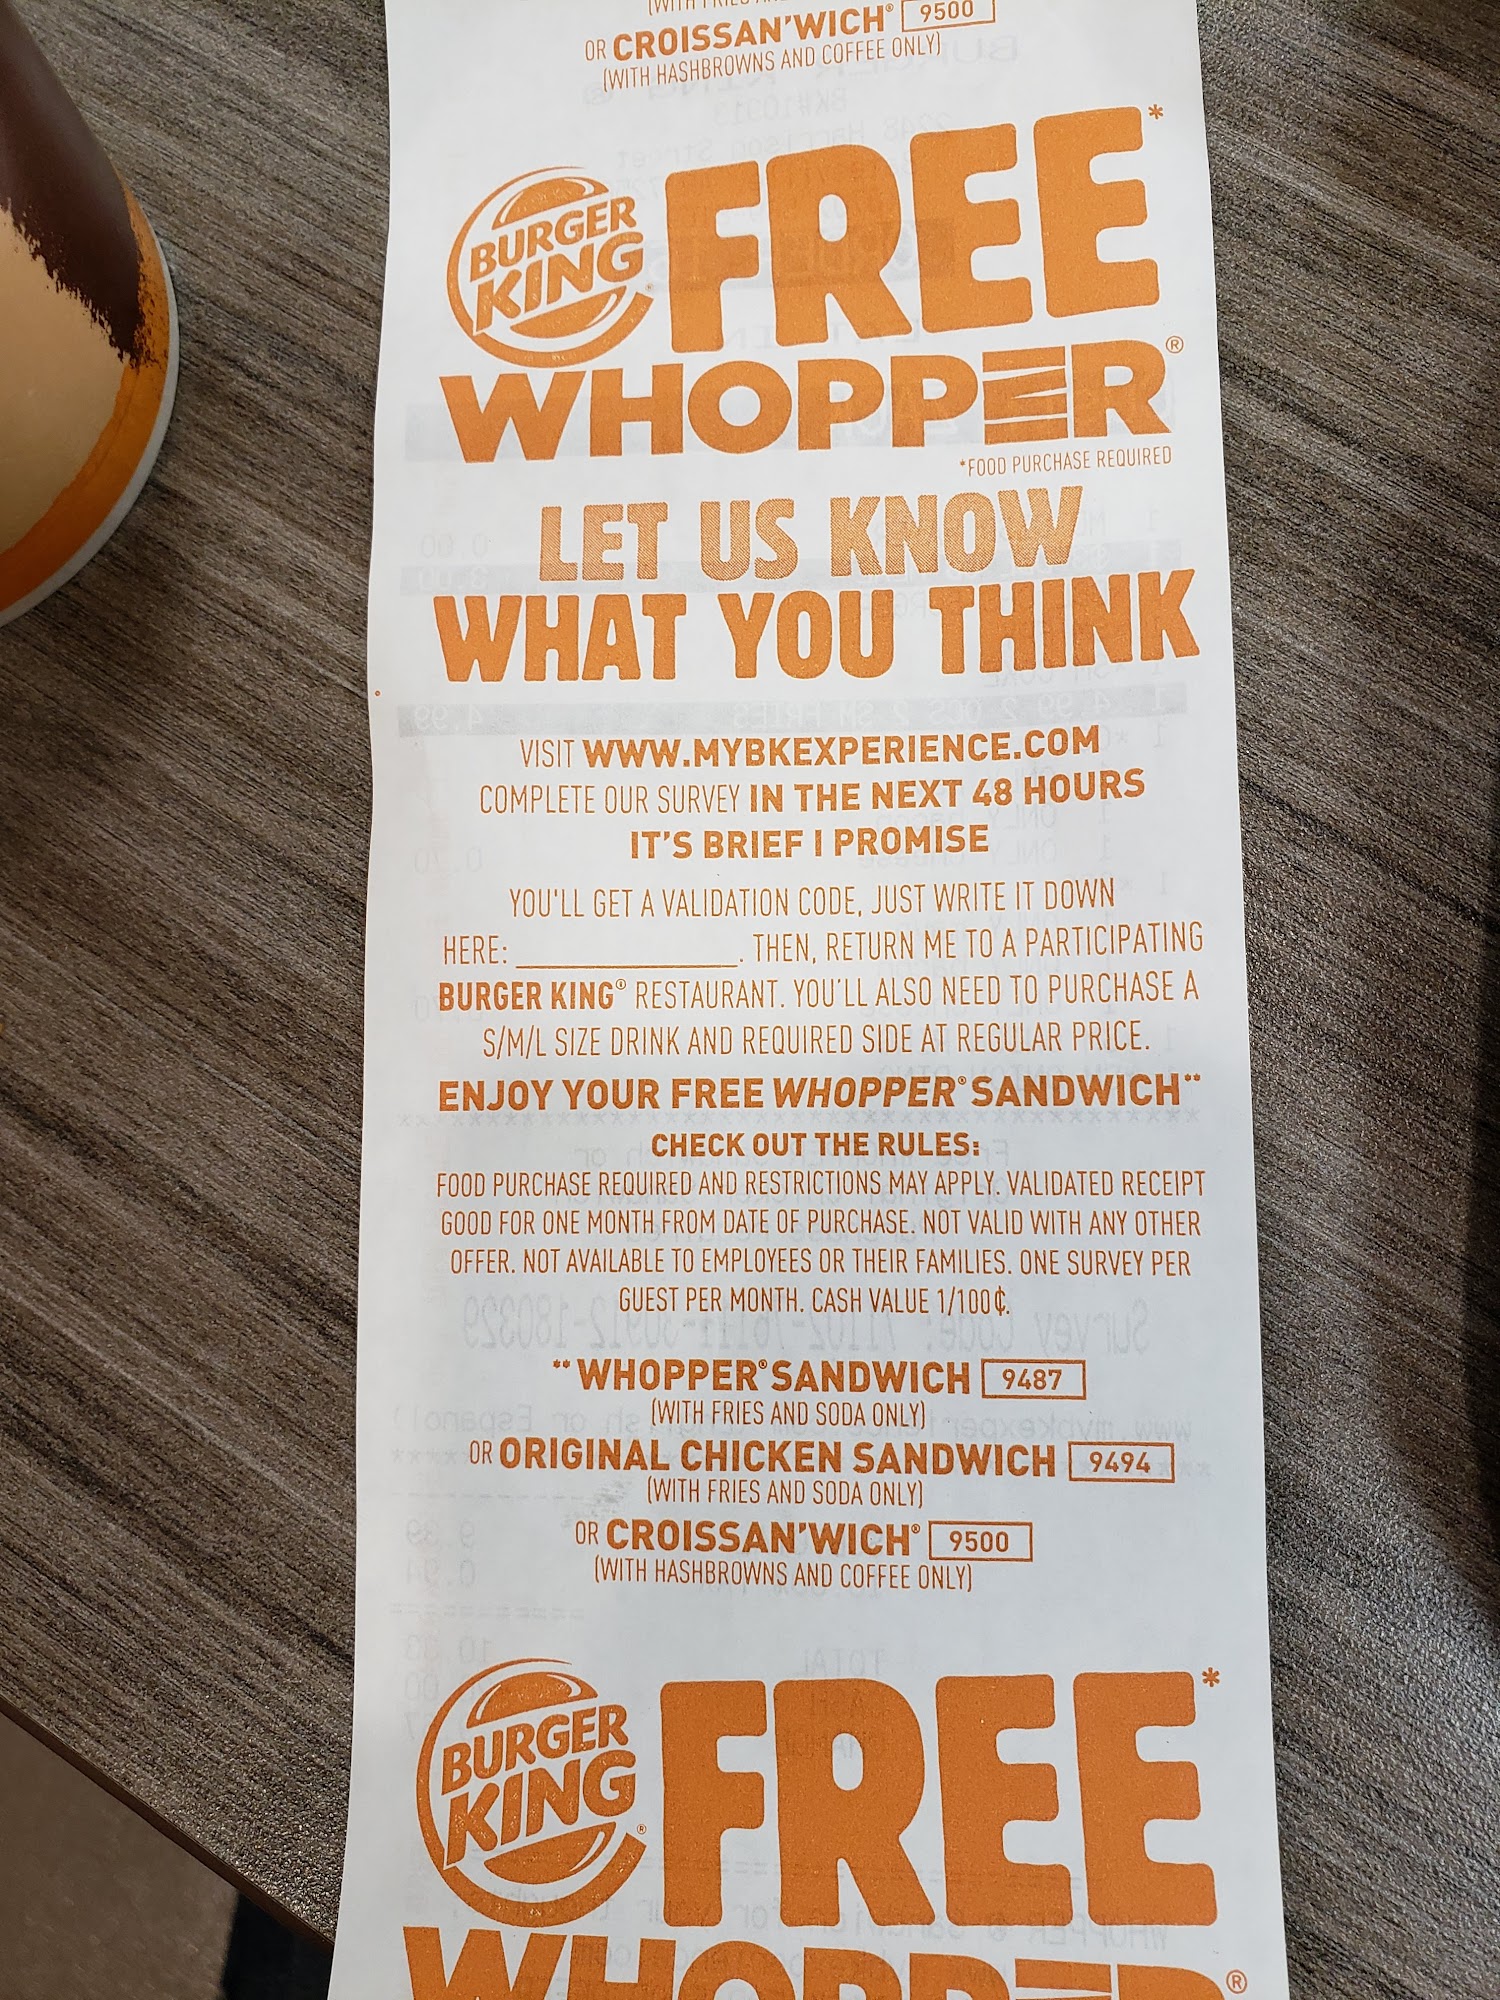 OR CROISSAN'WICH® 9500
(WITH HASHBROWNS AND COFFEE ONLY)
BURGER KING® FREE*
WHOPPER®
*FOOD PURCHASE REQUIRED
LET US KNOW
WHAT YOU THINK
VISIT WWW.MYBKEXPERIENCE.COM
COMPLETE OUR SURVEY IN THE NEXT 48 HOURS
IT'S BRIEF I PROMISE
YOU'LL GET A VALIDATION CODE, JUST WRITE IT DOWN
HERE: ____________. THEN, RETURN ME TO A PARTICIPATING
BURGER KING® RESTAURANT. YOU'LL ALSO NEED TO PURCHASE A
S/M/L SIZE DRINK AND REQUIRED SIDE AT REGULAR PRICE.
ENJOY YOUR FREE WHOPPER® SANDWICH**
CHECK OUT THE RULES:
FOOD PURCHASE REQUIRED AND RESTRICTIONS MAY APPLY. VALIDATED RECEIPT
GOOD FOR ONE MONTH FROM DATE OF PURCHASE. NOT VALID WITH ANY OTHER
OFFER. NOT AVAILABLE TO EMPLOYEES OR THEIR FAMILIES. ONE SURVEY PER
GUEST PER MONTH. CASH VALUE 1/100¢.
**WHOPPER® SANDWICH 9487
(WITH FRIES AND SODA ONLY)
OR ORIGINAL CHICKEN SANDWICH 9494
(WITH FRIES AND SODA ONLY)
OR CROISSAN'WICH® 9500
(WITH HASHBROWNS AND COFFEE ONLY)
BURGER KING® FREE*
WHOPPER®